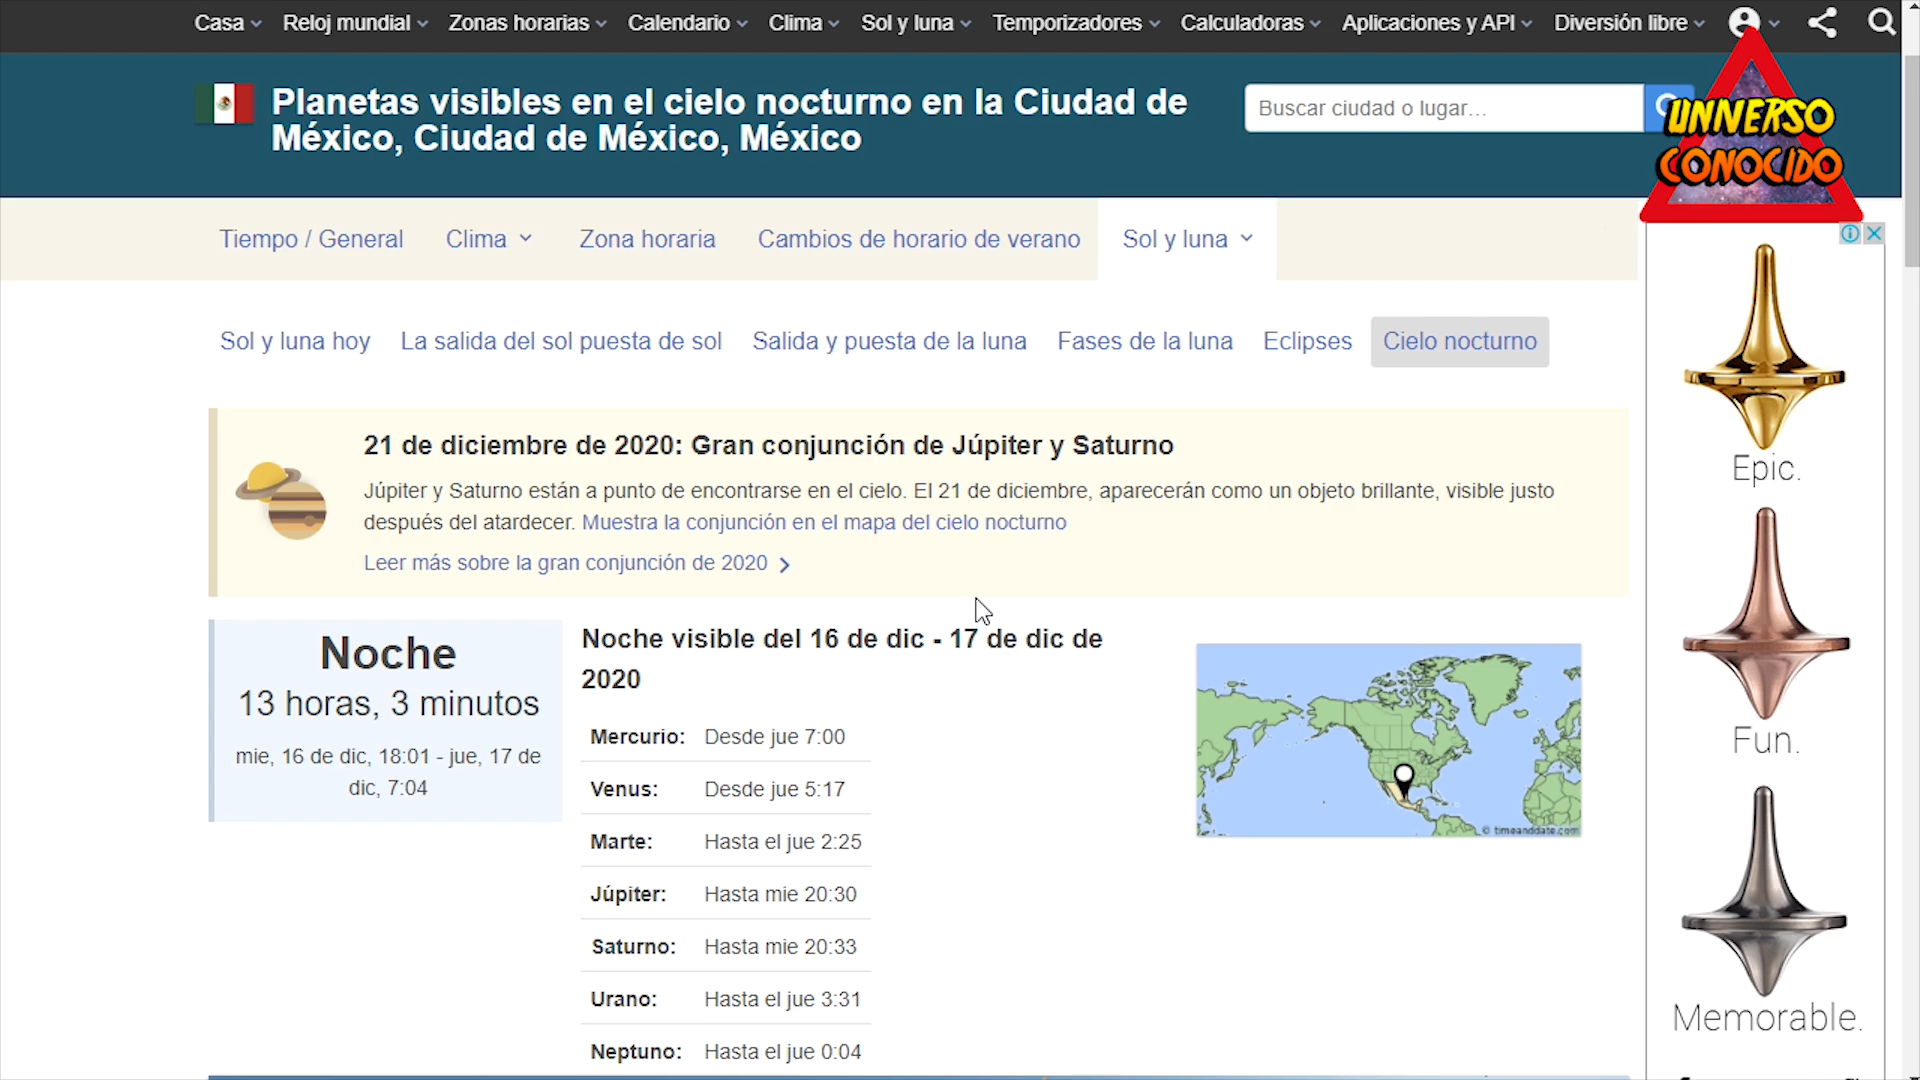 Casa
Reloj mundial
Zonas horarias
Calendario
Clima
Sol y luna
Temporizadores
Calculadoras
Aplicaciones y API
Diversión libre
Planetas visibles en el cielo nocturno en la Ciudad de
México, Ciudad de México, México
Buscar ciudad o lugar...
UNIVERSO
CONOCIDO
Tiempo / General
Clima
Zona horaria
Cambios de horario de verano
Sol y luna
Sol y luna hoy
La salida del sol puesta de sol
Salida y puesta de la luna
Fases de la luna
Eclipses
Cielo nocturno
21 de diciembre de 2020: Gran conjunción de Júpiter y Saturno
Júpiter y Saturno están a punto de encontrarse en el cielo. El 21 de diciembre, aparecerán como un objeto brillante, visible justo
después del atardecer. Muestra la conjunción en el mapa del cielo nocturno
Leer más sobre la gran conjunción de 2020
Noche
13 horas, 3 minutos
mie, 16 de dic, 18:01 - jue, 17 de
dic, 7:04
Noche visible del 16 de dic - 17 de dic de
2020
Mercurio: Desde jue 7:00
Venus: Desde jue 5:17
Marte: Hasta el jue 2:25
Júpiter: Hasta mie 20:30
Saturno: Hasta mie 20:33
Urano: Hasta el jue 3:31
Neptuno: Hasta el jue 0:04
© timeanddate.com
Epic.
Fun.
Memorable.